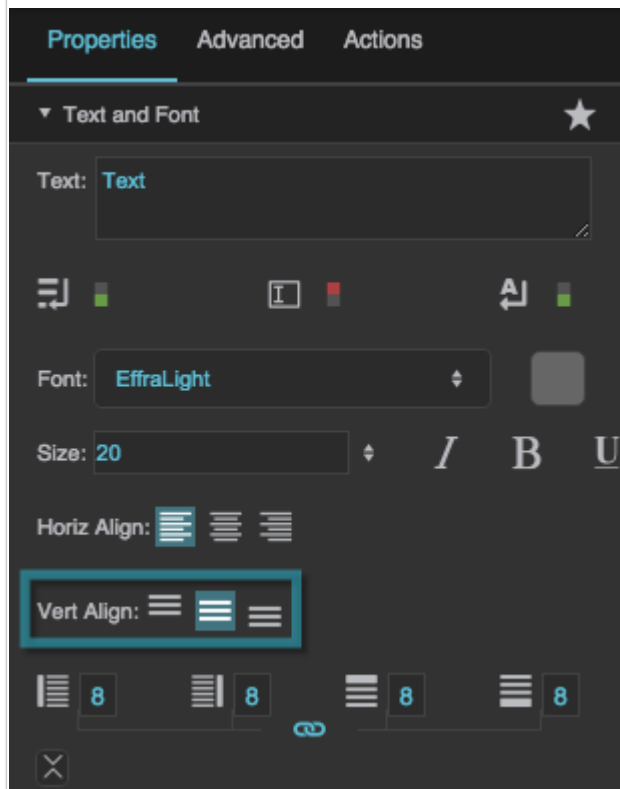 Properties Advanced Actions
Text and Font
Text: Text
A
Font: EffraLight
Size: 20 I B U
Horiz Align:
Vert Align:
8 8 8 8